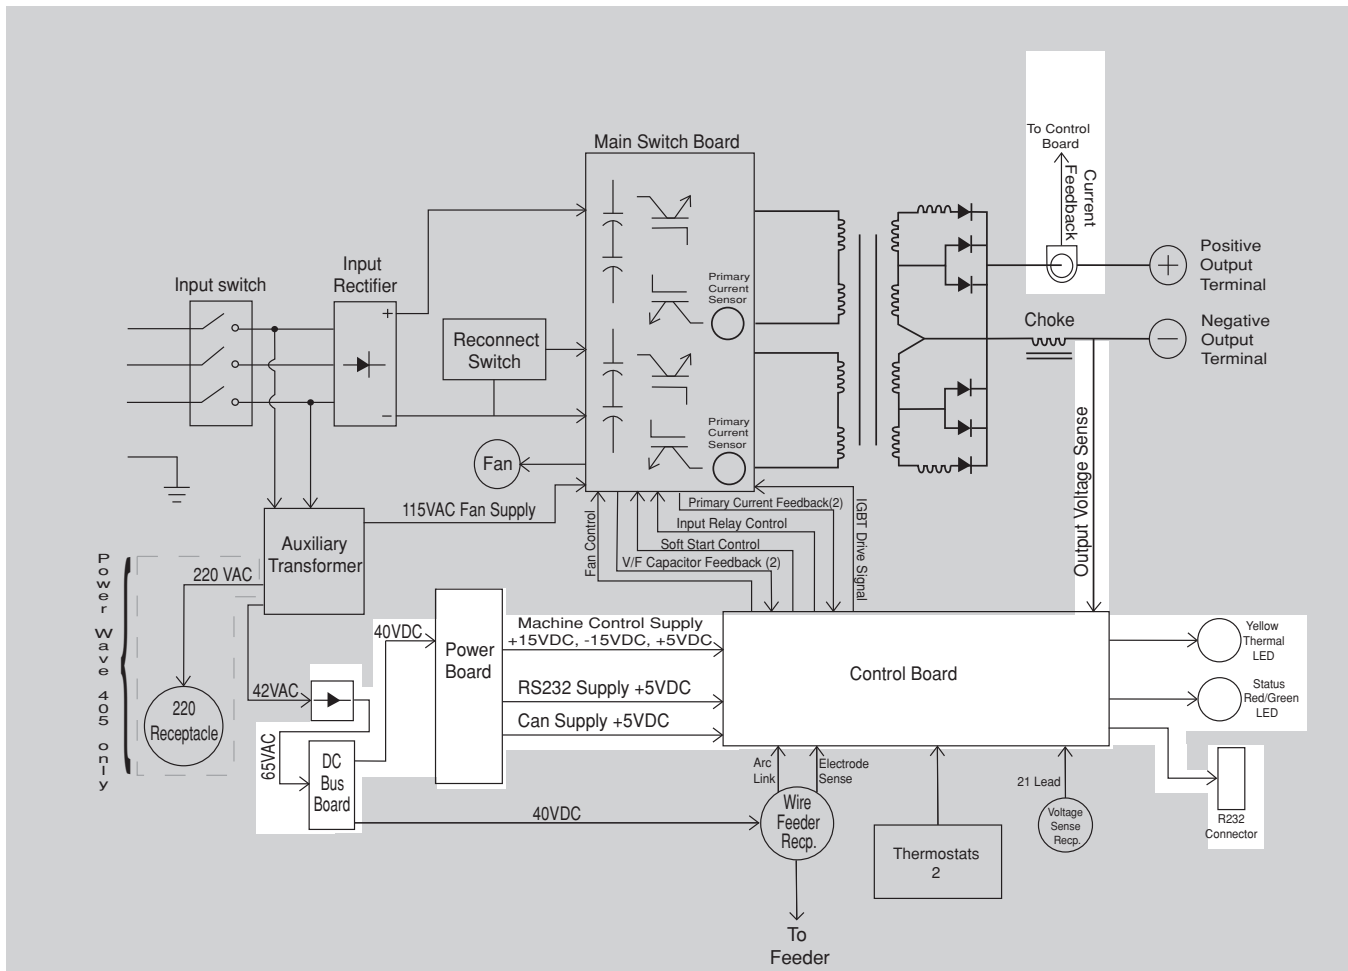 To Control
Board
Current
Feedback
Main Switch Board
Positive
Output
Terminal
Input
Rectifier
Input switch
Primary
Current
Sensor
+
+
Choke
Negative
Output
Terminal
Reconnect
Switch
−
−
Primary
Current
Sensor
Fan
Output Voltage Sense
115VAC Fan Supply
Fan Control
Primary Current Feedback(2)
Input Relay Control
Soft Start Control
V/F Capacitor Feedback (2)
IGBT Drive Signal
Auxiliary
Transformer
Power Wave 405 only
220 VAC
42VAC
220
Receptacle
65VAC
DC
Bus
Board
40VDC
Power
Board
Machine Control Supply
+15VDC, -15VDC, +5VDC
RS232 Supply +5VDC
Can Supply +5VDC
Control Board
Yellow
Thermal
LED
Status
Red/Green
LED
Arc
Link
Electrode
Sense
21 Lead
40VDC
Wire
Feeder
Recp.
Thermostats
2
Voltage
Sense
Recp.
R232
Connector
To
Feeder